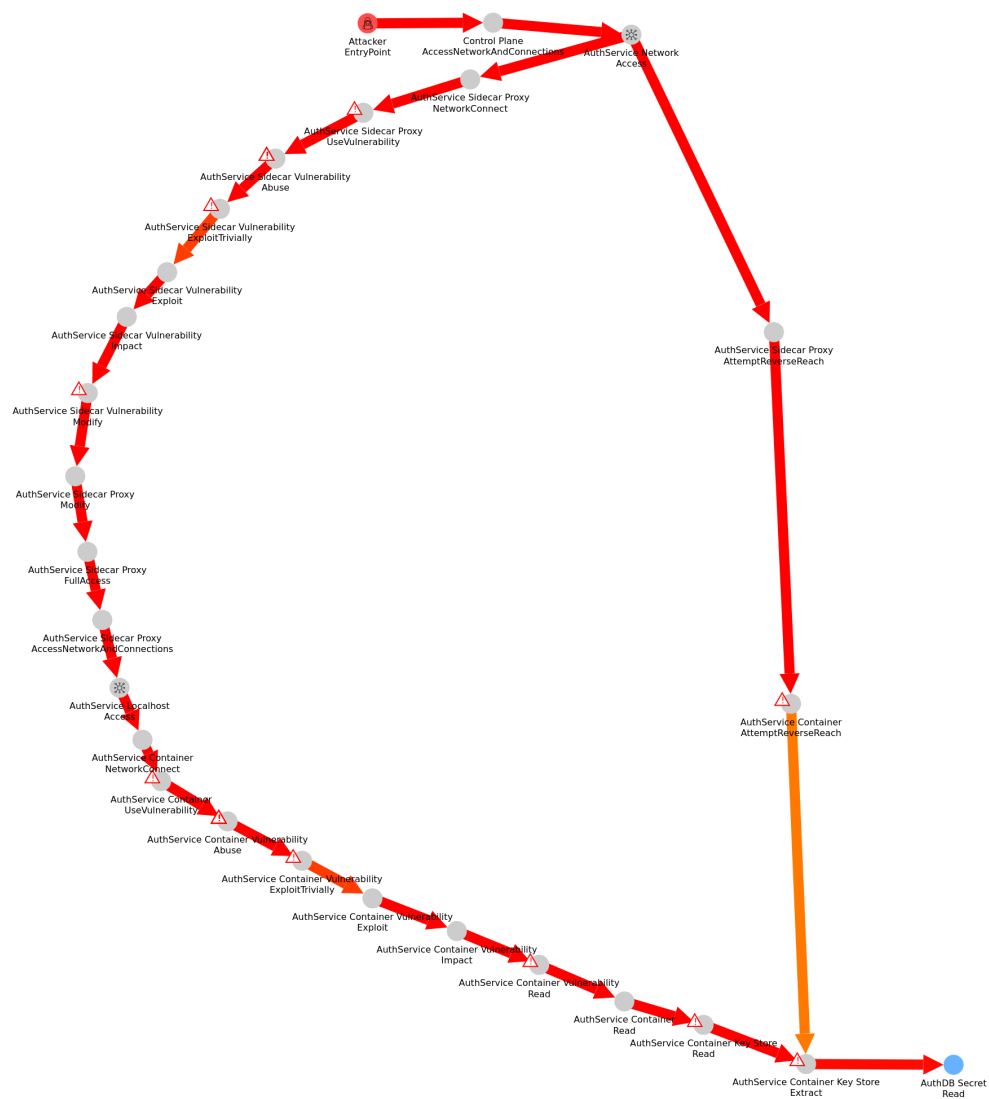 Attacker
EntryPoint
Control Plane
AccessNetworkAndConnections
AuthService Network
Access
AuthService Sidecar Proxy
NetworkConnect
AuthService Sidecar Proxy
UseVulnerability
AuthService Sidecar Vulnerability
Abuse
AuthService Sidecar Vulnerability
ExploitTrivially
AuthService Sidecar Vulnerability
Exploit
AuthService Sidecar Vulnerability
Impact
AuthService Sidecar Proxy
AttemptReverseReach
AuthService Sidecar Vulnerability
Modify
AuthService Sidecar Proxy
Modify
AuthService Sidecar Proxy
FullAccess
AuthService Sidecar Proxy
AccessNetworkAndConnections
AuthService Localhost
Access
AuthService Container
AttemptReverseReach
AuthService Container
NetworkConnect
AuthService Container
UseVulnerability
AuthService Container Vulnerability
Abuse
AuthService Container Vulnerability
ExploitTrivially
AuthService Container Vulnerability
Exploit
AuthService Container Vulnerability
Impact
AuthService Container Vulnerability
Read
AuthService Container
Read
AuthService Container Key Store
Read
AuthService Container Key Store
Extract
AuthDB Secret
Read